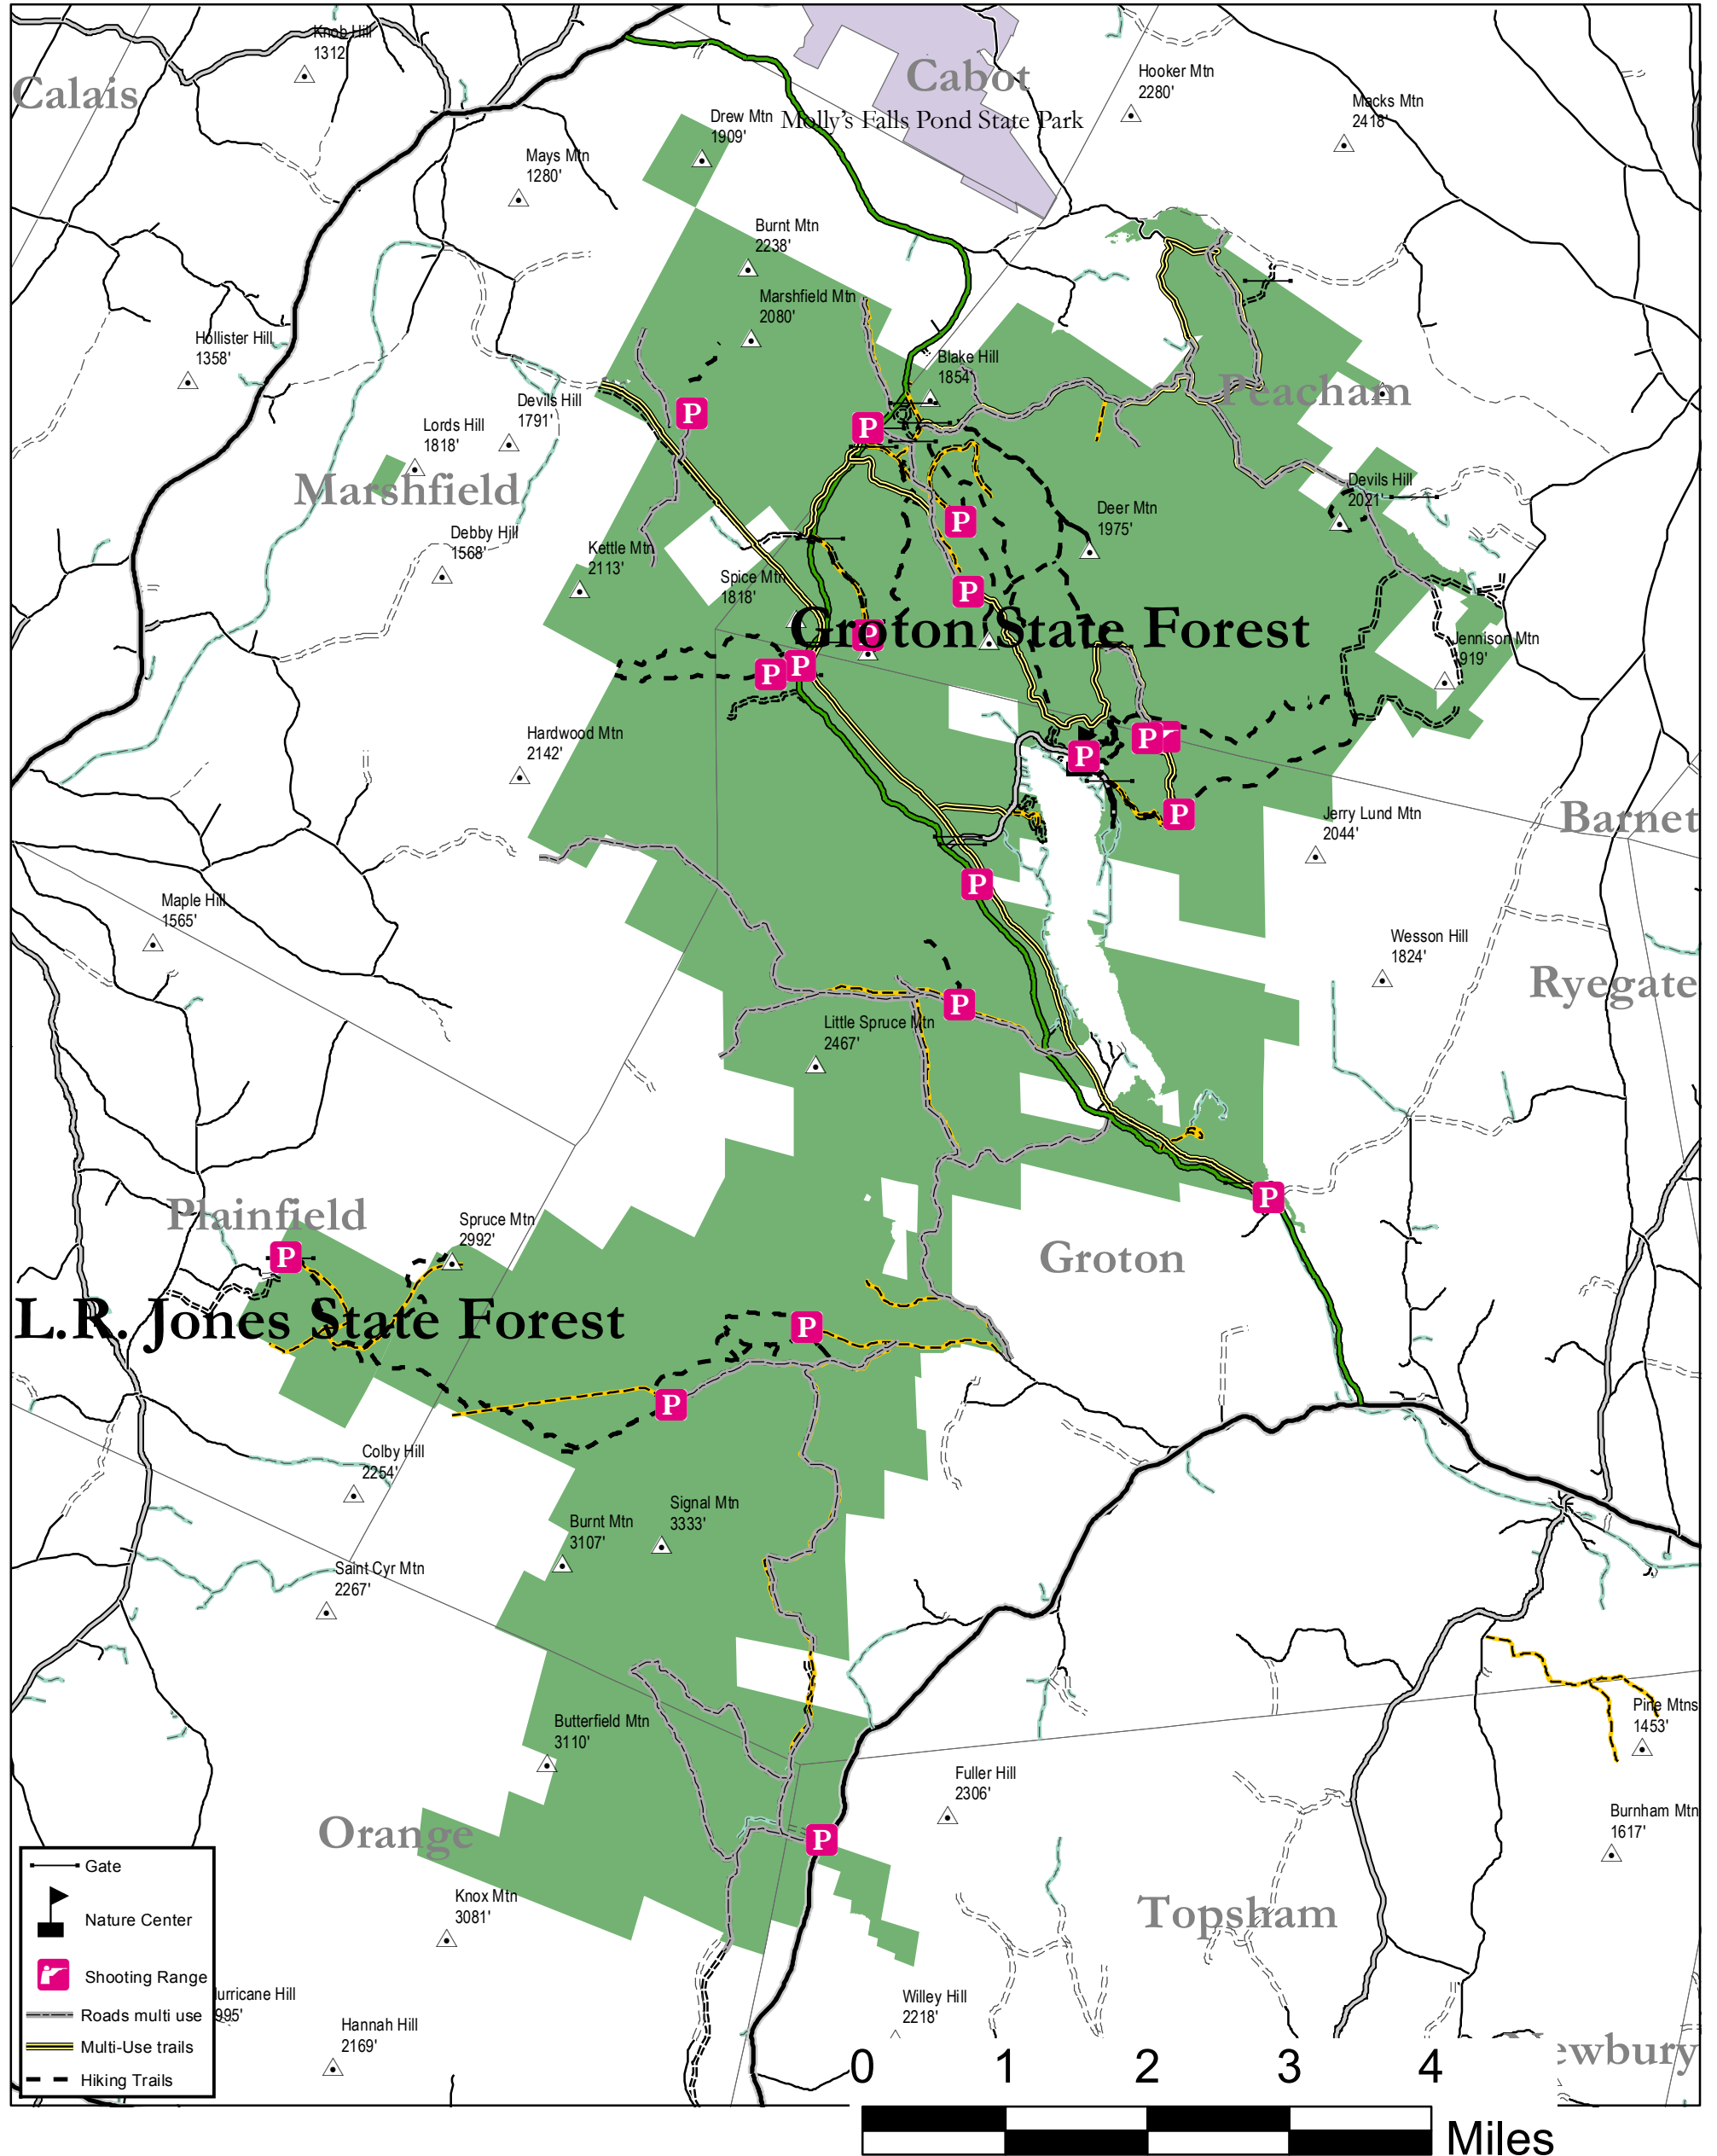 Knob Hill
1312'
Calais
Cabot
Hooker Mtn
2280'
Macks Mtn
2418'
Drew Mtn
1909'
Molly's Falls Pond State Park
Mays Mtn
1280'
Burnt Mtn
2238'
Marshfield Mtn
2080'
Hollister Hill
1358'
Blake Hill
1854'
Peacham
Devils Hill
1791'
Lords Hill
1818'
P
P
Marshfield
Devils Hill
2021'
Deer Mtn
1975'
P
Debby Hill
1568'
Kettle Mtn
2113'
Spice Mtn
1818'
P
Groton State Forest
P
Jennison Mtn
1919'
P
P
Hardwood Mtn
2142'
P
P
P
Jerry Lund Mtn
2044'
Barnet
P
Maple Hill
1565'
Wesson Hill
1824'
Ryegate
P
Little Spruce Mtn
2467'
P
Plainfield
Spruce Mtn
2992'
P
Groton
L.R. Jones State Forest
P
P
Colby Hill
2254'
Signal Mtn
3333'
Burnt Mtn
3107'
Saint Cyr Mtn
2267'
Pine Mtns
1453'
Butterfield Mtn
3110'
Fuller Hill
2306'
Burnham Mtn
1617'
Orange
P
Gate
Nature Center
Shooting Range
Roads multi use
Multi-Use trails
Hiking Trails
Knox Mtn
3081'
Topsham
urricane Hill
995'
Hannah Hill
2169'
Willey Hill
2218'
ewbury
0 1 2 3 4
Miles